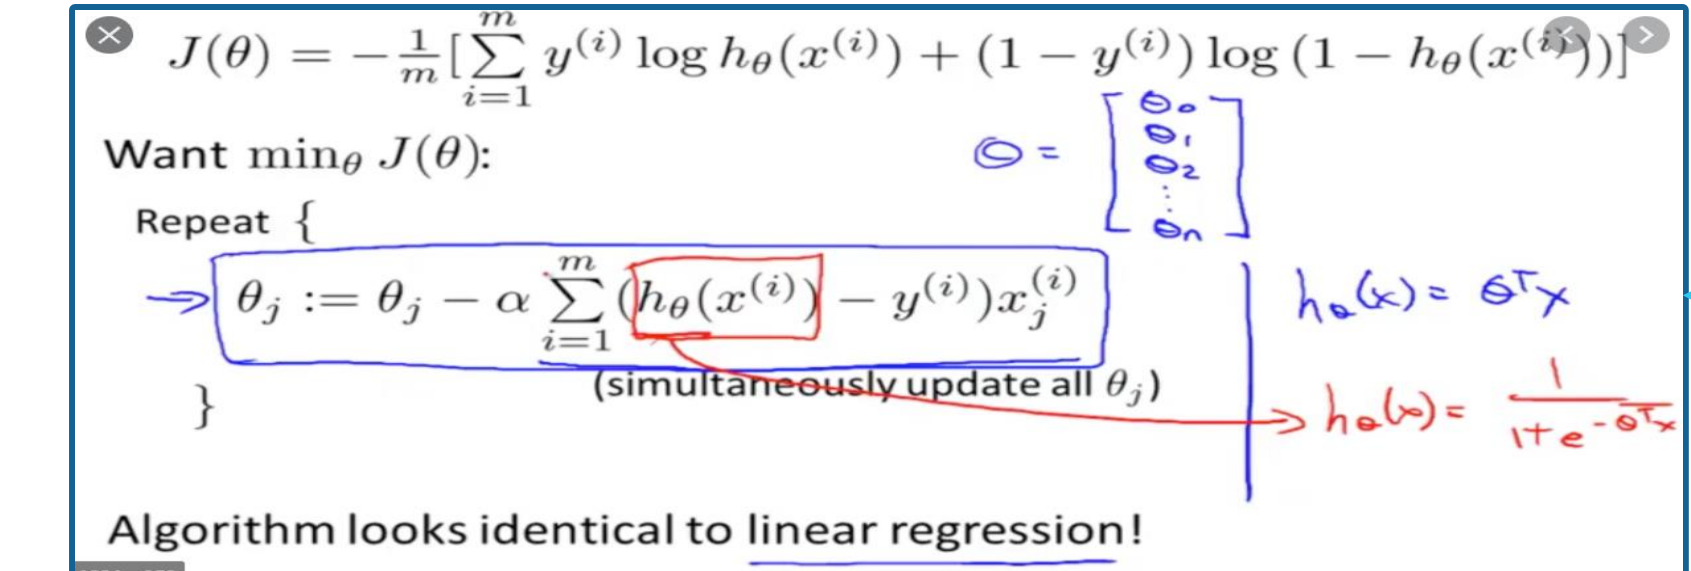 J(θ) = −1/m [∑_{i=1}^{m} y^{(i)} log h_θ(x^{(i)}) + (1 − y^{(i)}) log (1 − h_θ(x^{(i)}))]
Want min_θ J(θ):
θ = [θ_0 θ_1 θ_2 ⋮ θ_n]
Repeat {
θ_j := θ_j − α ∑_{i=1}^{m} (h_θ(x^{(i)}) − y^{(i)})x_j^{(i)}
h_θ(x) = θ^T x
(simultaneously update all θ_j)
}
h_θ(x) = 1/(1+e^{-θ^T x})
Algorithm looks identical to linear regression!